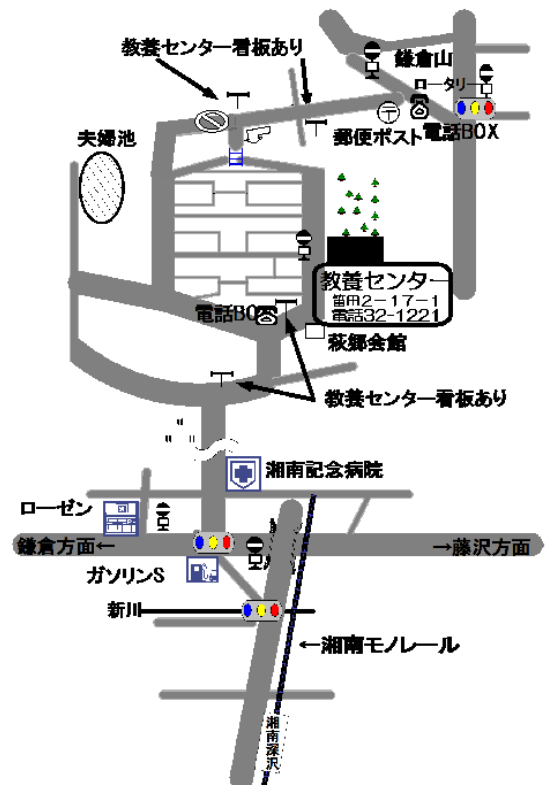 教養センター看板あり
鎌倉山
ロータリー
夫婦池
〒
郵便ポスト
電話BOX
教養センター
笛田2－17－1
電話32-1221
電話BOX
萩郷会館
教養センター看板あり
湘南記念病院
ローゼン
鎌倉方面←
→藤沢方面
ガソリンS
新川
←湘南モノレール
湘南深沢